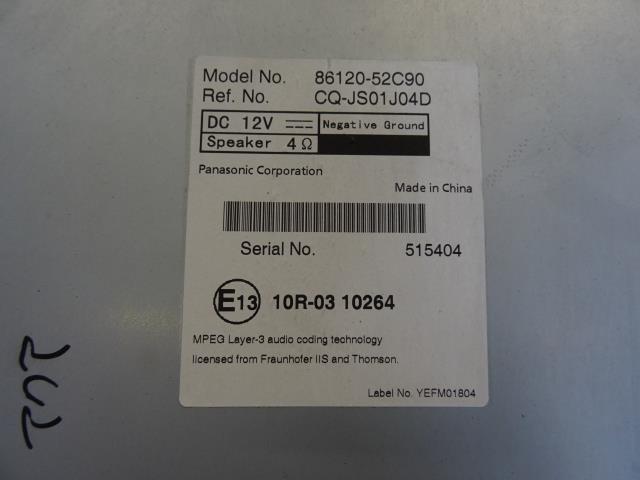 Model No. 86120-52C90
Ref. No. CQ-JS01J04D
DC 12V Negative Ground
Speaker 4Ω
Panasonic Corporation
Made in China
Serial No. 515404
E13 10R-03 10264
MPEG Layer-3 audio coding technology
licensed from Fraunhofer IIS and Thomson.
Label No. YEFM01804